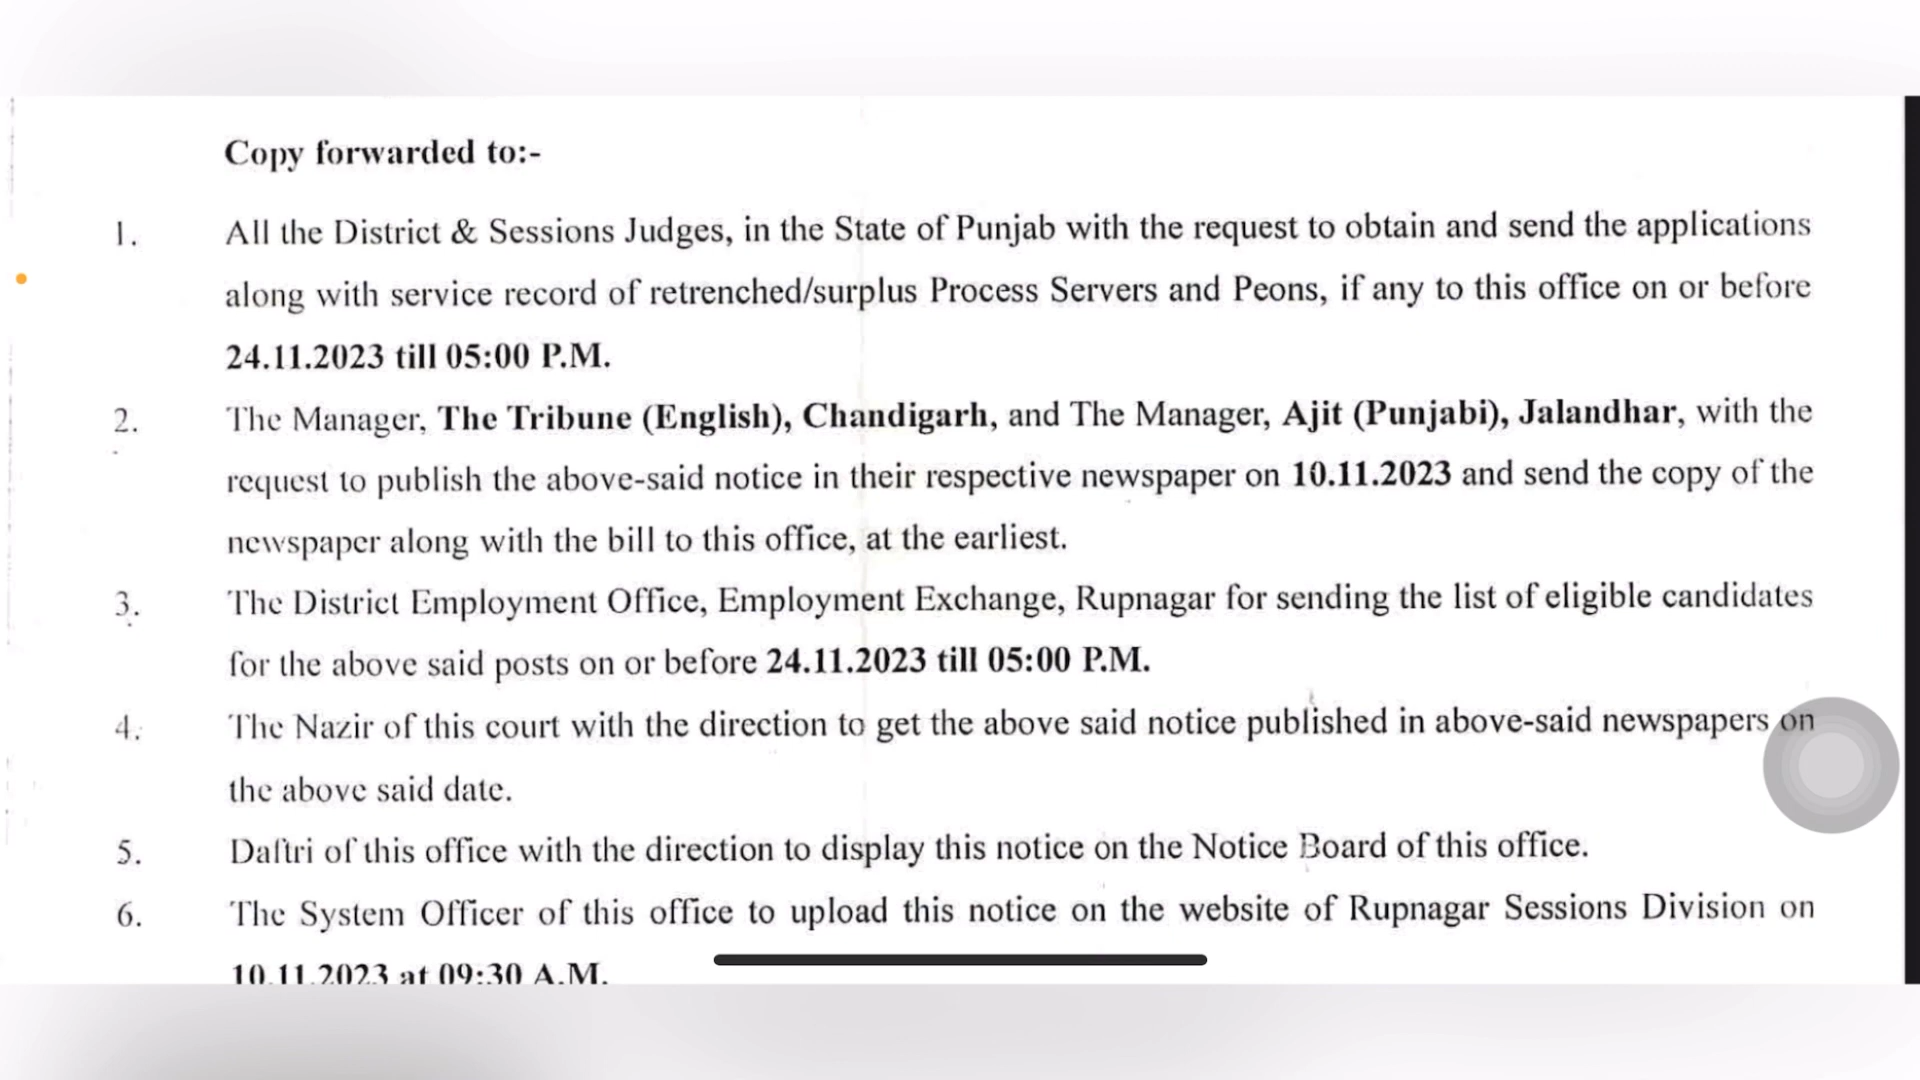 Copy forwarded to:-
1. All the District & Sessions Judges, in the State of Punjab with the request to obtain and send the applications
along with service record of retrenched/surplus Process Servers and Peons, if any to this office on or before
24.11.2023 till 05:00 P.M.
2. The Manager, The Tribune (English), Chandigarh, and The Manager, Ajit (Punjabi), Jalandhar, with the
request to publish the above-said notice in their respective newspaper on 10.11.2023 and send the copy of the
newspaper along with the bill to this office, at the earliest.
3. The District Employment Office, Employment Exchange, Rupnagar for sending the list of eligible candidates
for the above said posts on or before 24.11.2023 till 05:00 P.M.
4. The Nazir of this court with the direction to get the above said notice published in above-said newspapers on
the above said date.
5. Daftri of this office with the direction to display this notice on the Notice Board of this office.
6. The System Officer of this office to upload this notice on the website of Rupnagar Sessions Division on
10.11.2023 at 09:30 A.M.